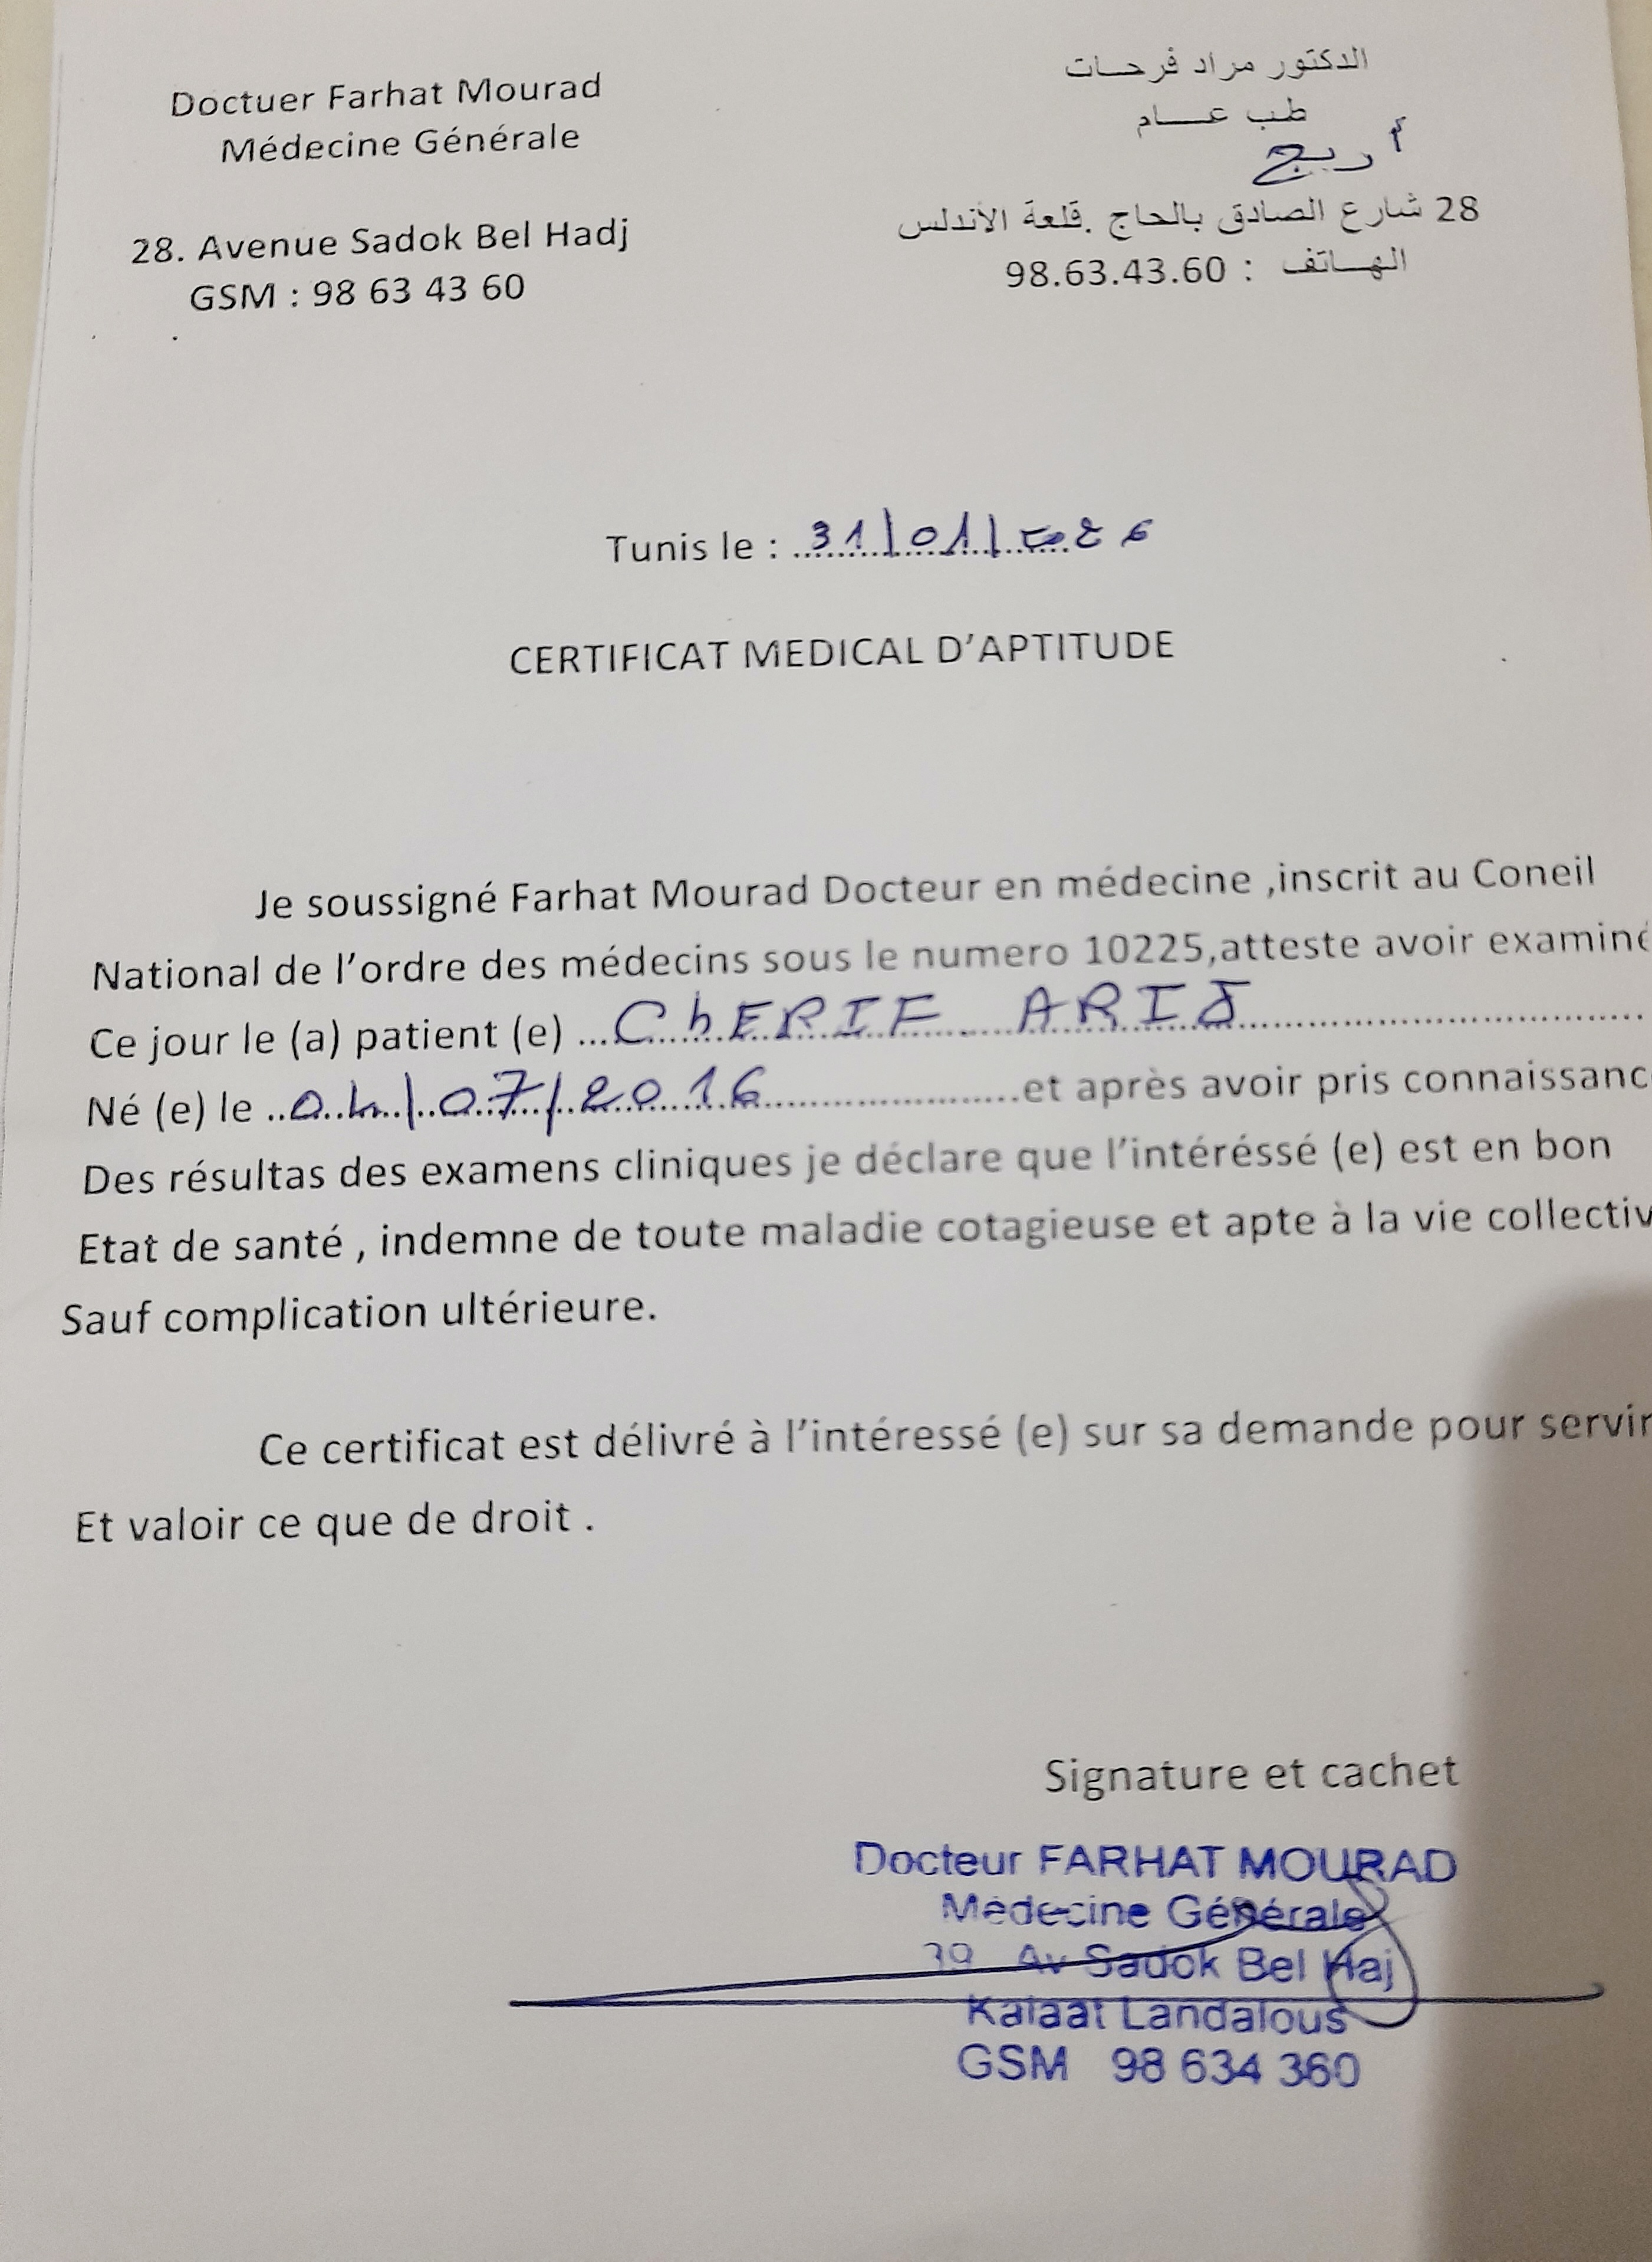 Doctuer Farhat Mourad
Médecine Générale
28. Avenue Sadok Bel Hadj
GSM : 98 63 43 60
الدكتور مراد فرحات
طب عام
أريج
28 شارع الصادق بالحاج .قلعة الأندلس
الهاتف : 98.63.43.60
Tunis le : 31/01/2026
CERTIFICAT MEDICAL D’APTITUDE
Je soussigné Farhat Mourad Docteur en médecine ,inscrit au Coneil
National de l’ordre des médecins sous le numero 10225,atteste avoir examiné
Ce jour le (a) patient (e) ...ChERIF ARIJ
Né (e) le ..04/07/2016 et après avoir pris connaissanc
Des résultas des examens cliniques je déclare que l’intéréssé (e) est en bon
Etat de santé , indemne de toute maladie cotagieuse et apte à la vie collectiv
Sauf complication ultérieure.
Ce certificat est délivré à l’intéressé (e) sur sa demande pour servir
Et valoir ce que de droit .
Signature et cachet
Docteur FARHAT MOURAD
Médecine Générale
Av Sadok Bel Haj
Kalaat Landalous
GSM 98 634 360